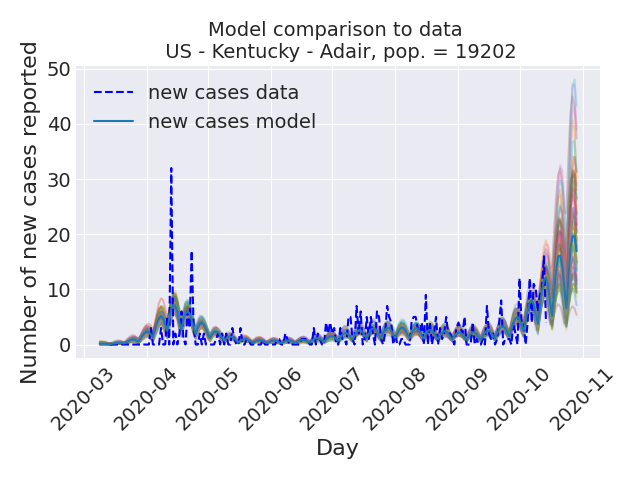 Model comparison to data
US - Kentucky - Adair, pop. = 19202
Number of new cases reported
50
40
30
20
10
0
new cases data
new cases model
2020-03
2020-04
2020-05
2020-06
2020-07
2020-08
2020-09
2020-10
2020-11
Day